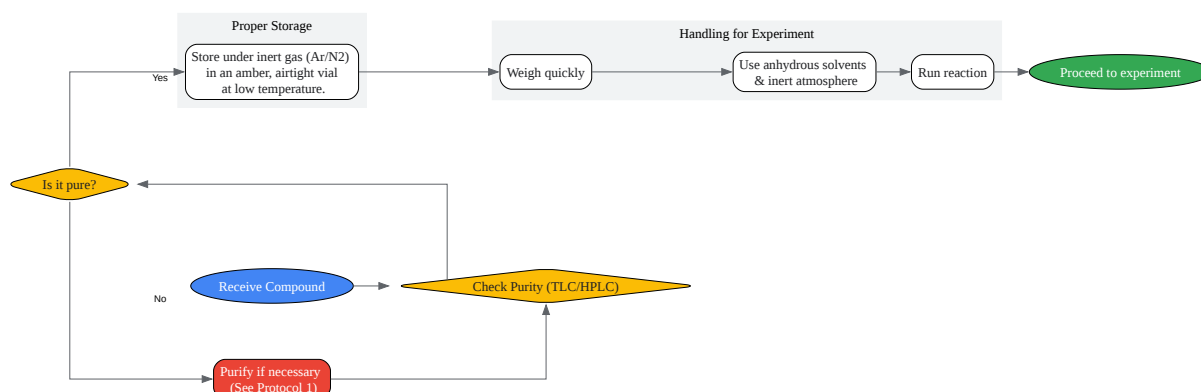 Proper Storage
Handling for Experiment
Store under inert gas (Ar/N2)
in an amber, airtight vial
at low temperature.
Yes
Weigh quickly
Use anhydrous solvents
& inert atmosphere
Run reaction
Proceed to experiment
Is it pure?
Receive Compound
Check Purity (TLC/HPLC)
No
Purify if necessary
(See Protocol 1)